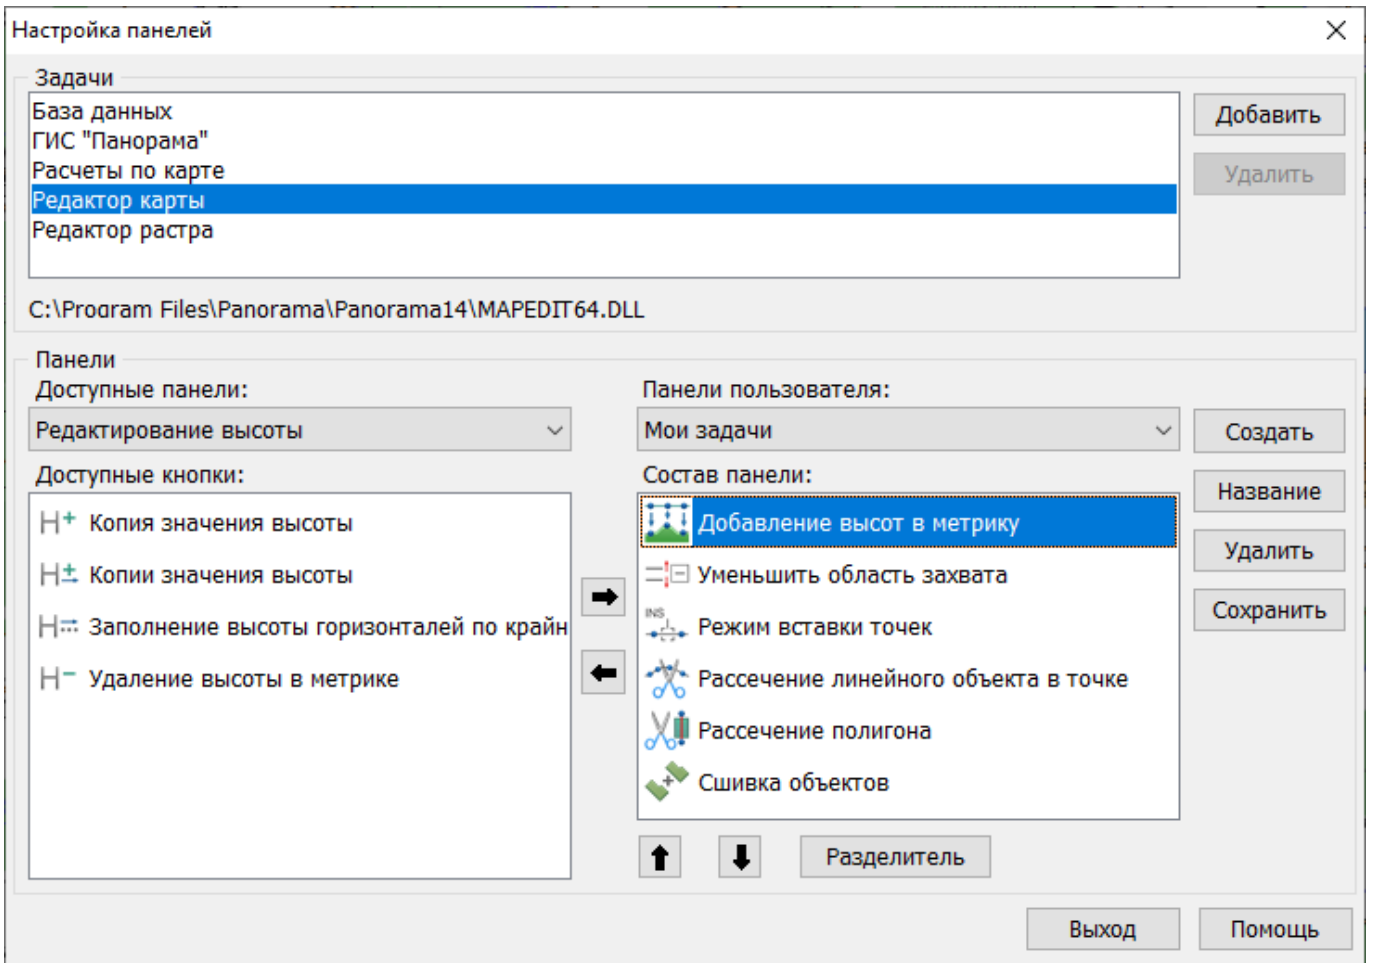 Настройка панелей
Задачи
База данных
ГИС "Панорама"
Расчеты по карте
Редактор карты
Редактор растра
Добавить
Удалить
C:\Program Files\Panorama\Panorama14\MAPEDIT64.DLL
Панели
Доступные панели:
Редактирование высоты
Доступные кнопки:
H+ Копия значения высоты
H± Копии значения высоты
H Заполнение высоты горизонталей по крайн
H− Удаление высоты в метрике
Панели пользователя:
Мои задачи
Состав панели:
Добавление высот в метрику
Уменьшить область захвата
INS Режим вставки точек
Рассечение линейного объекта в точке
Рассечение полигона
Сшивка объектов
Разделитель
Создать
Название
Удалить
Сохранить
Выход
Помощь